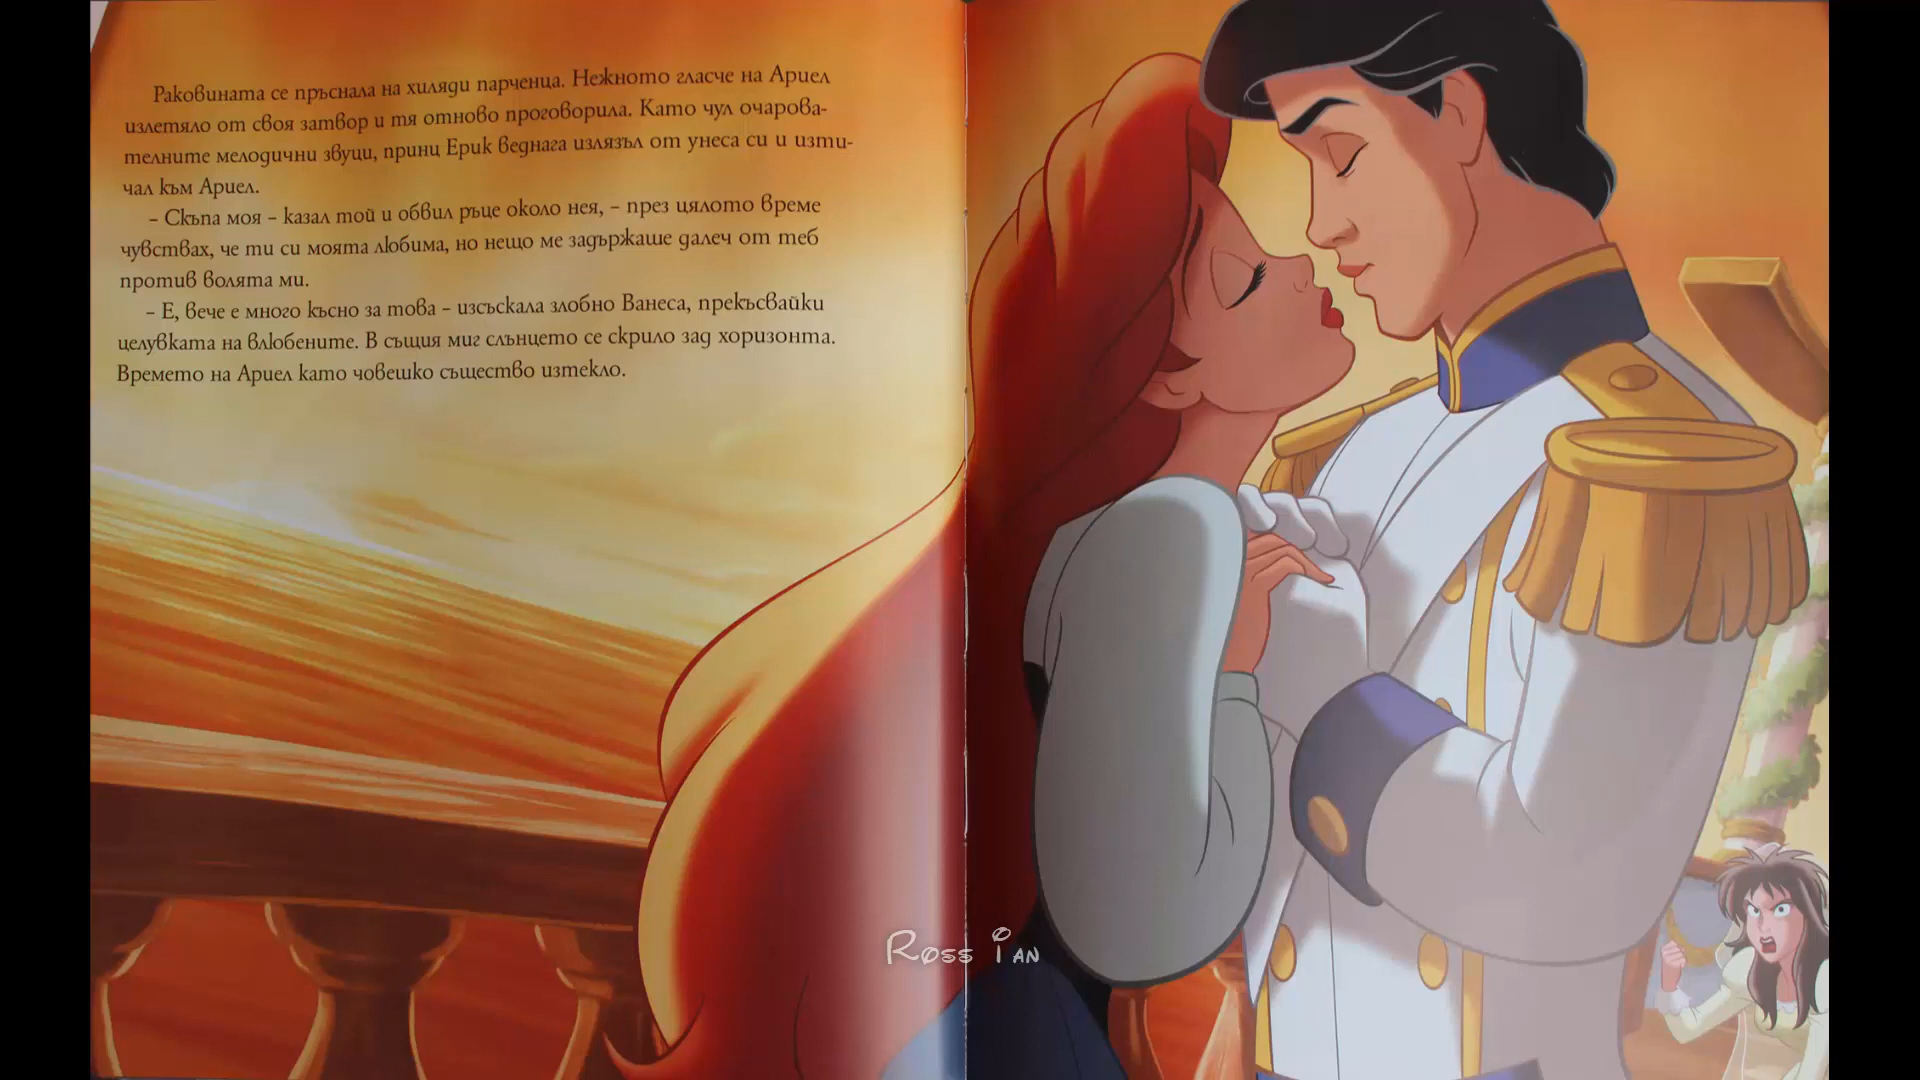 Раковината се пръснала на хиляди парченца. Нежното гласче на Ариел
излетяло от своя затвор и тя отново проговорила. Като чул очарова-
телните мелодични звуци, принц Ерик веднага излязъл от унеса си и изти-
чал към Ариел.
– Скъпа моя – казал той и обвил ръце около нея, – през цялото време
чувствах, че ти си моята любима, но нещо ме задържаше далеч от теб
против волята ми.
– Е, вече е много късно за това – изсъскала злобно Ванеса, прекъсвайки
целувката на влюбените. В същия миг слънцето се скрило зад хоризонта.
Времето на Ариел като човешко същество изтекло.
Ross Ian